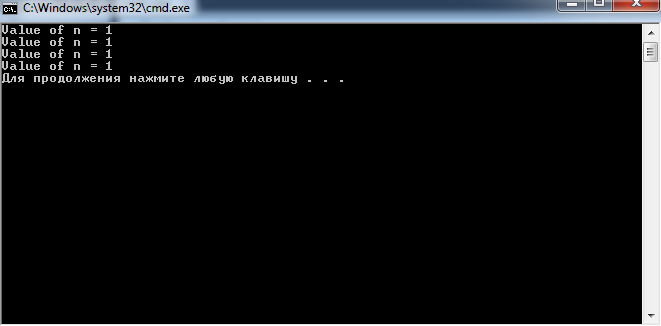 C:\Windows\system32\cmd.exe
Value of n = 1
Value of n = 1
Value of n = 1
Value of n = 1
Для продолжения нажмите любую клавишу . . .